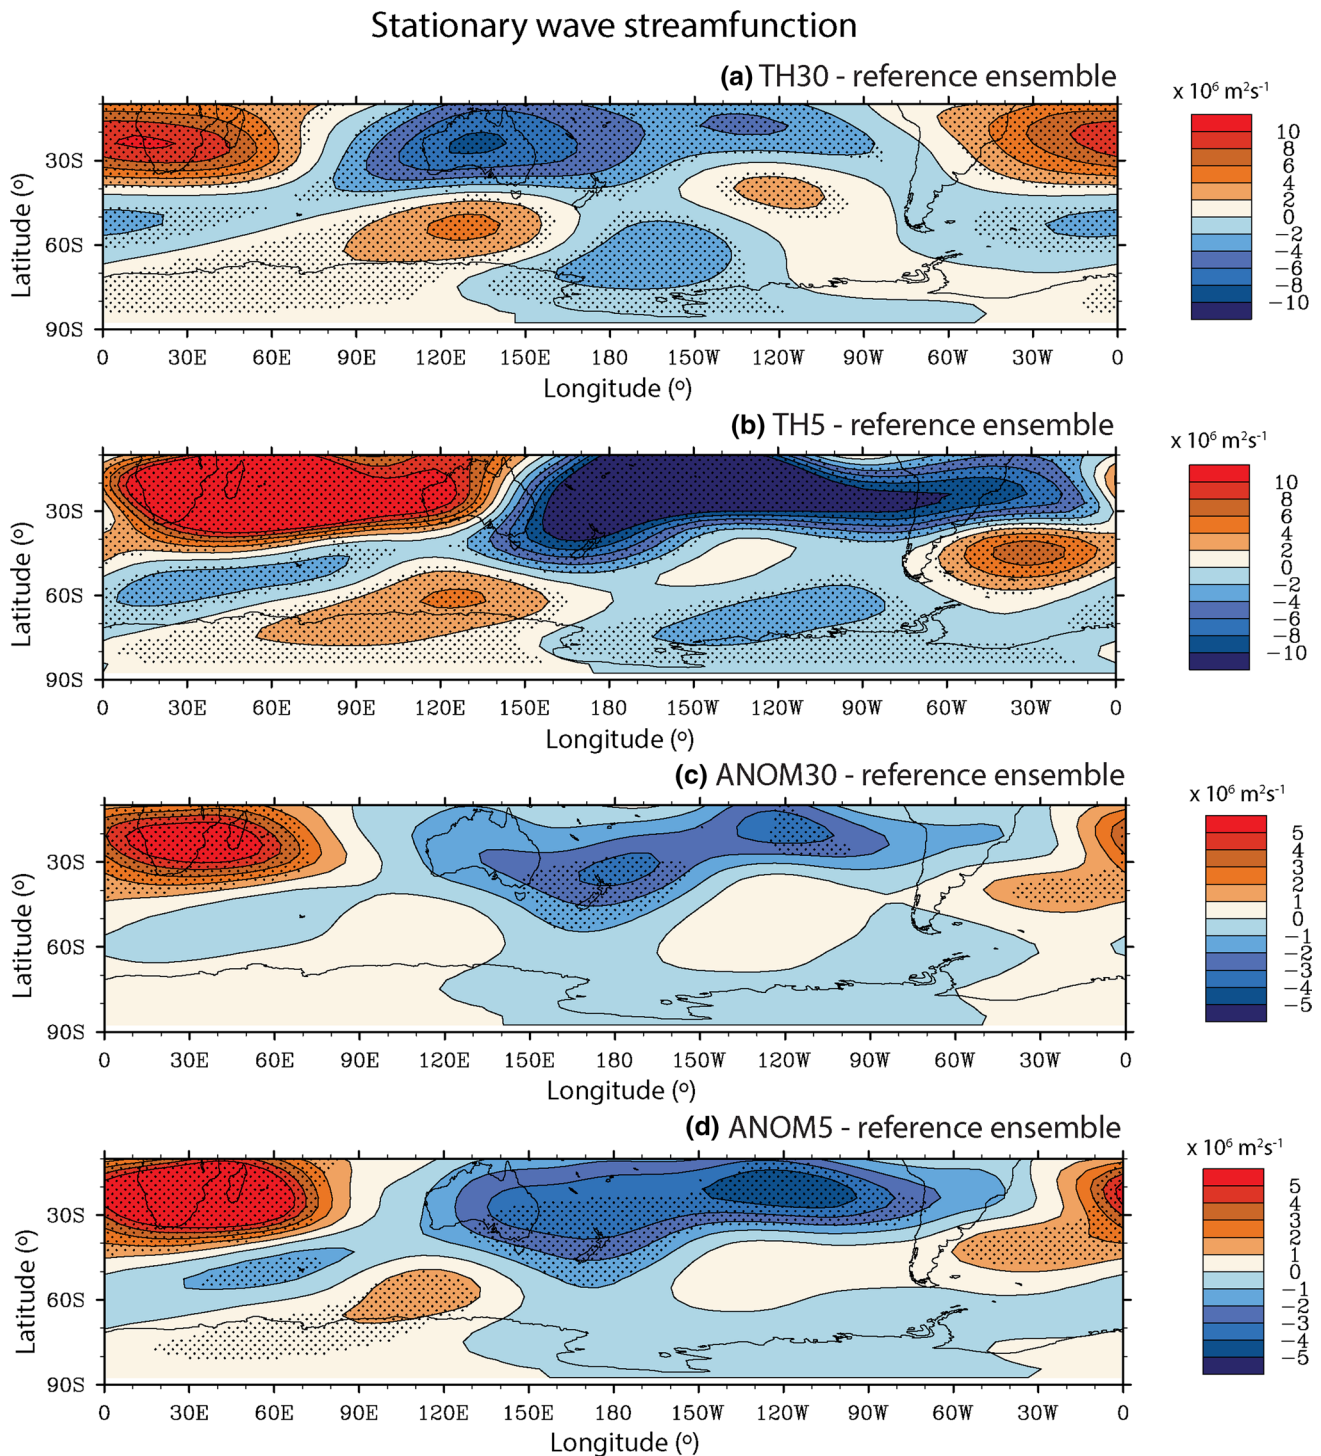 Stationary wave streamfunction
(a) TH30 - reference ensemble
x 10⁶ m²s⁻¹
10
8
6
4
2
0
−2
−4
−6
−8
−10
Latitude (º)
30S
60S
90S
0 30E 60E 90E 120E 150E 180 150W 120W 90W 60W 30W 0
Longitude (º)
(b) TH5 - reference ensemble
x 10⁶ m²s⁻¹
10
8
6
4
2
0
−2
−4
−6
−8
−10
Latitude (º)
30S
60S
90S
0 30E 60E 90E 120E 150E 180 150W 120W 90W 60W 30W 0
Longitude (º)
(c) ANOM30 - reference ensemble
x 10⁶ m²s⁻¹
5
4
3
2
1
0
−1
−2
−3
−4
−5
Latitude (º)
30S
60S
90S
0 30E 60E 90E 120E 150E 180 150W 120W 90W 60W 30W 0
Longitude (º)
(d) ANOM5 - reference ensemble
x 10⁶ m²s⁻¹
5
4
3
2
1
0
−1
−2
−3
−4
−5
Latitude (º)
30S
60S
90S
0 30E 60E 90E 120E 150E 180 150W 120W 90W 60W 30W 0
Longitude (º)